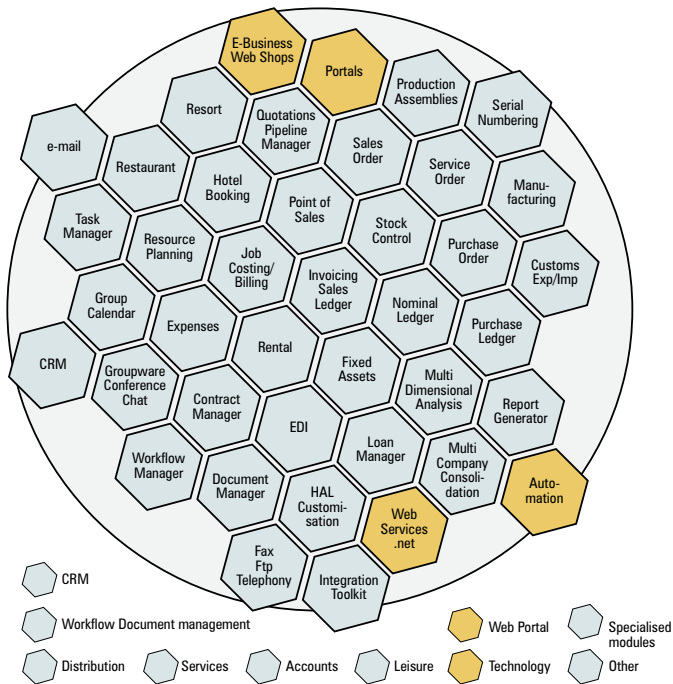 E-Business
Web Shops
Portals
Production
Assemblies
Serial
Numbering
Resort
Quotations
Pipeline
Manager
Sales
Order
Service
Order
Manu-
facturing
e-mail
Restaurant
Hotel
Booking
Point of
Sales
Stock
Control
Purchase
Order
Customs
Exp/Imp
Task
Manager
Resource
Planning
Job
Costing/
Billing
Invoicing
Sales
Ledger
Nominal
Ledger
Purchase
Ledger
Group
Calendar
Expenses
Rental
Fixed
Assets
Multi
Dimensional
Analysis
Report
Generator
CRM
Groupware
Conference
Chat
Contract
Manager
EDI
Loan
Manager
Multi
Company
Consoli-
dation
Auto-
mation
Workflow
Manager
Document
Manager
HAL
Customi-
sation
Web
Services
.net
Fax
Ftp
Telephony
Integration
Toolkit
CRM
Workflow Document management
Web Portal
Specialised
modules
Distribution
Services
Accounts
Leisure
Technology
Other